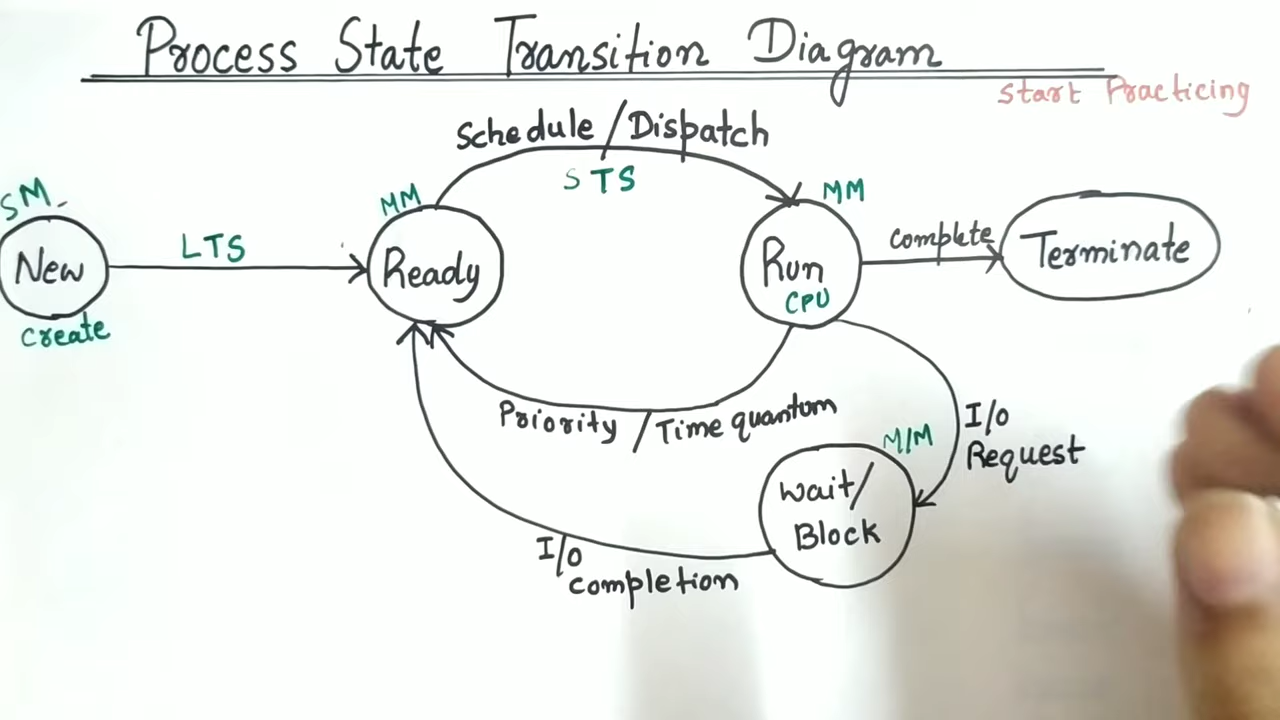 Process State Transition Diagram
Start Practicing
Schedule / Dispatch
STS
SM
New
Create
LTS
MM
Ready
MM
Run
CPU
Complete
Terminate
Priority / Time quantum
I/O
Request
M/M
Wait/
Block
I/O
Completion